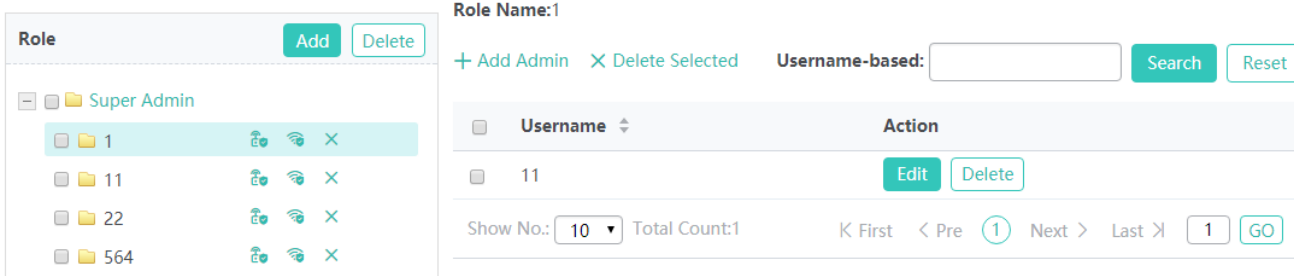 Role Add Delete
Super Admin
1
11
22
564
Role Name:1
Add Admin Delete Selected Username-based: Search Reset
Username Action
11 Edit Delete
Show No.: 10 Total Count:1 First Pre 1 Next Last 1 GO